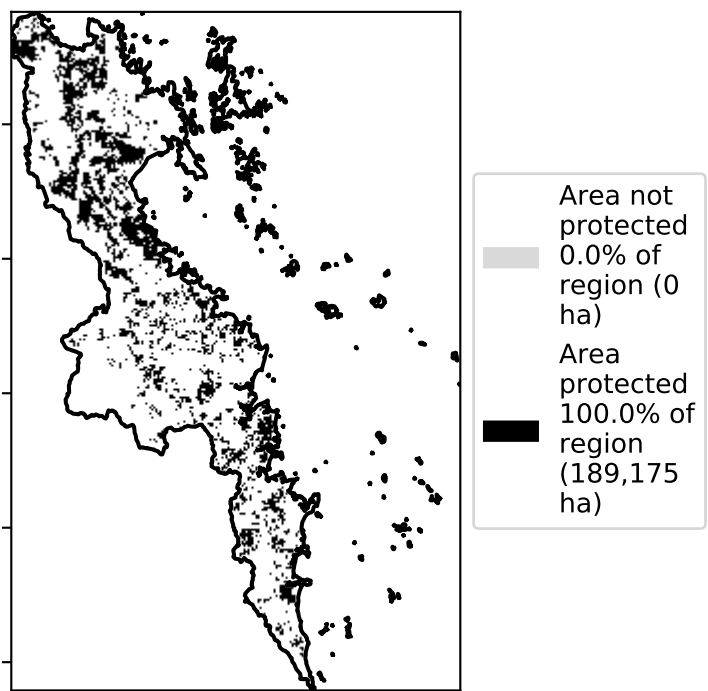 Area not
protected
0.0% of
region (0
ha)
Area
protected
100.0% of
region
(189,175
ha)